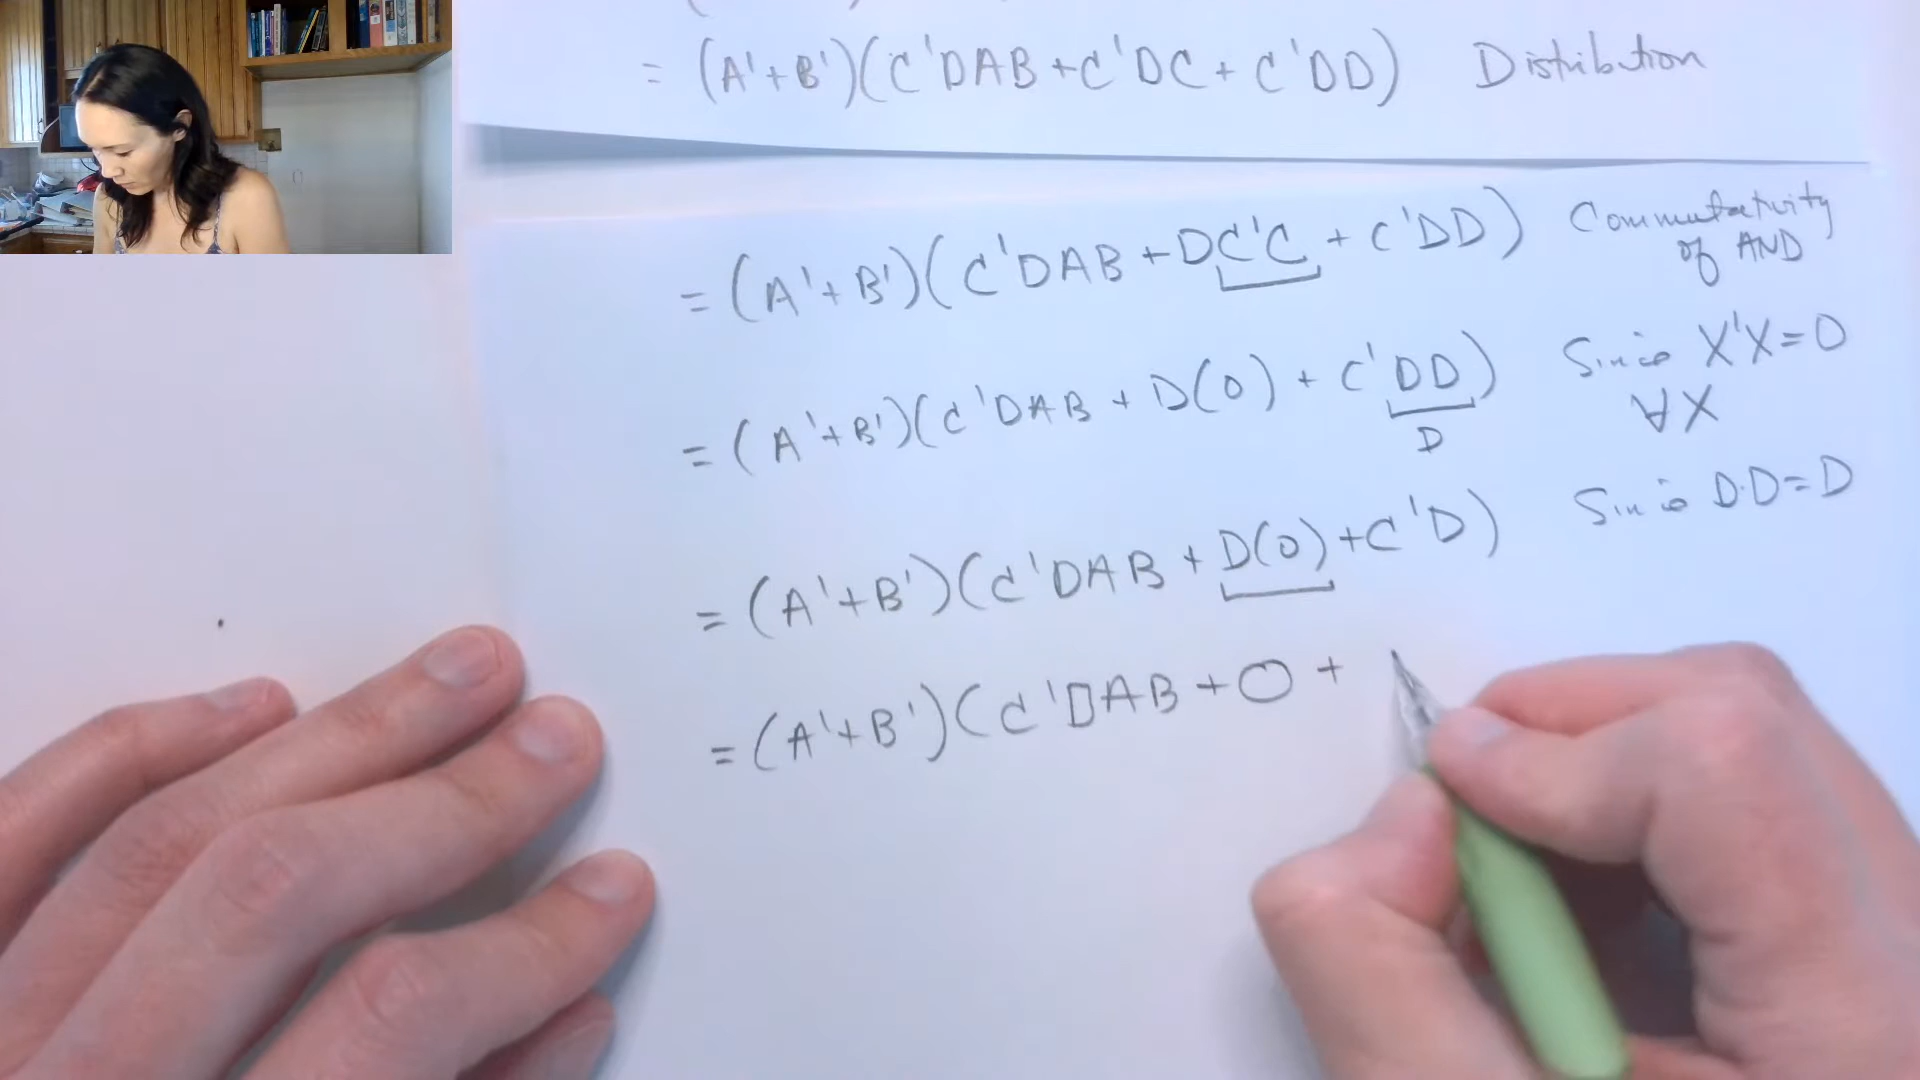 = (A'+B')(C'DAB+C'DC+C'DD) Distribution
= (A'+B')(C'DAB+DC'C+C'DD) Commutativity
of AND
= (A'+B')(C'DAB+D(0)+C'DD) Since X'X=0
D ∀X
= (A'+B')(C'DAB+D(0)+C'D) Since D·D=D
= (A'+B')(C'DAB+0+